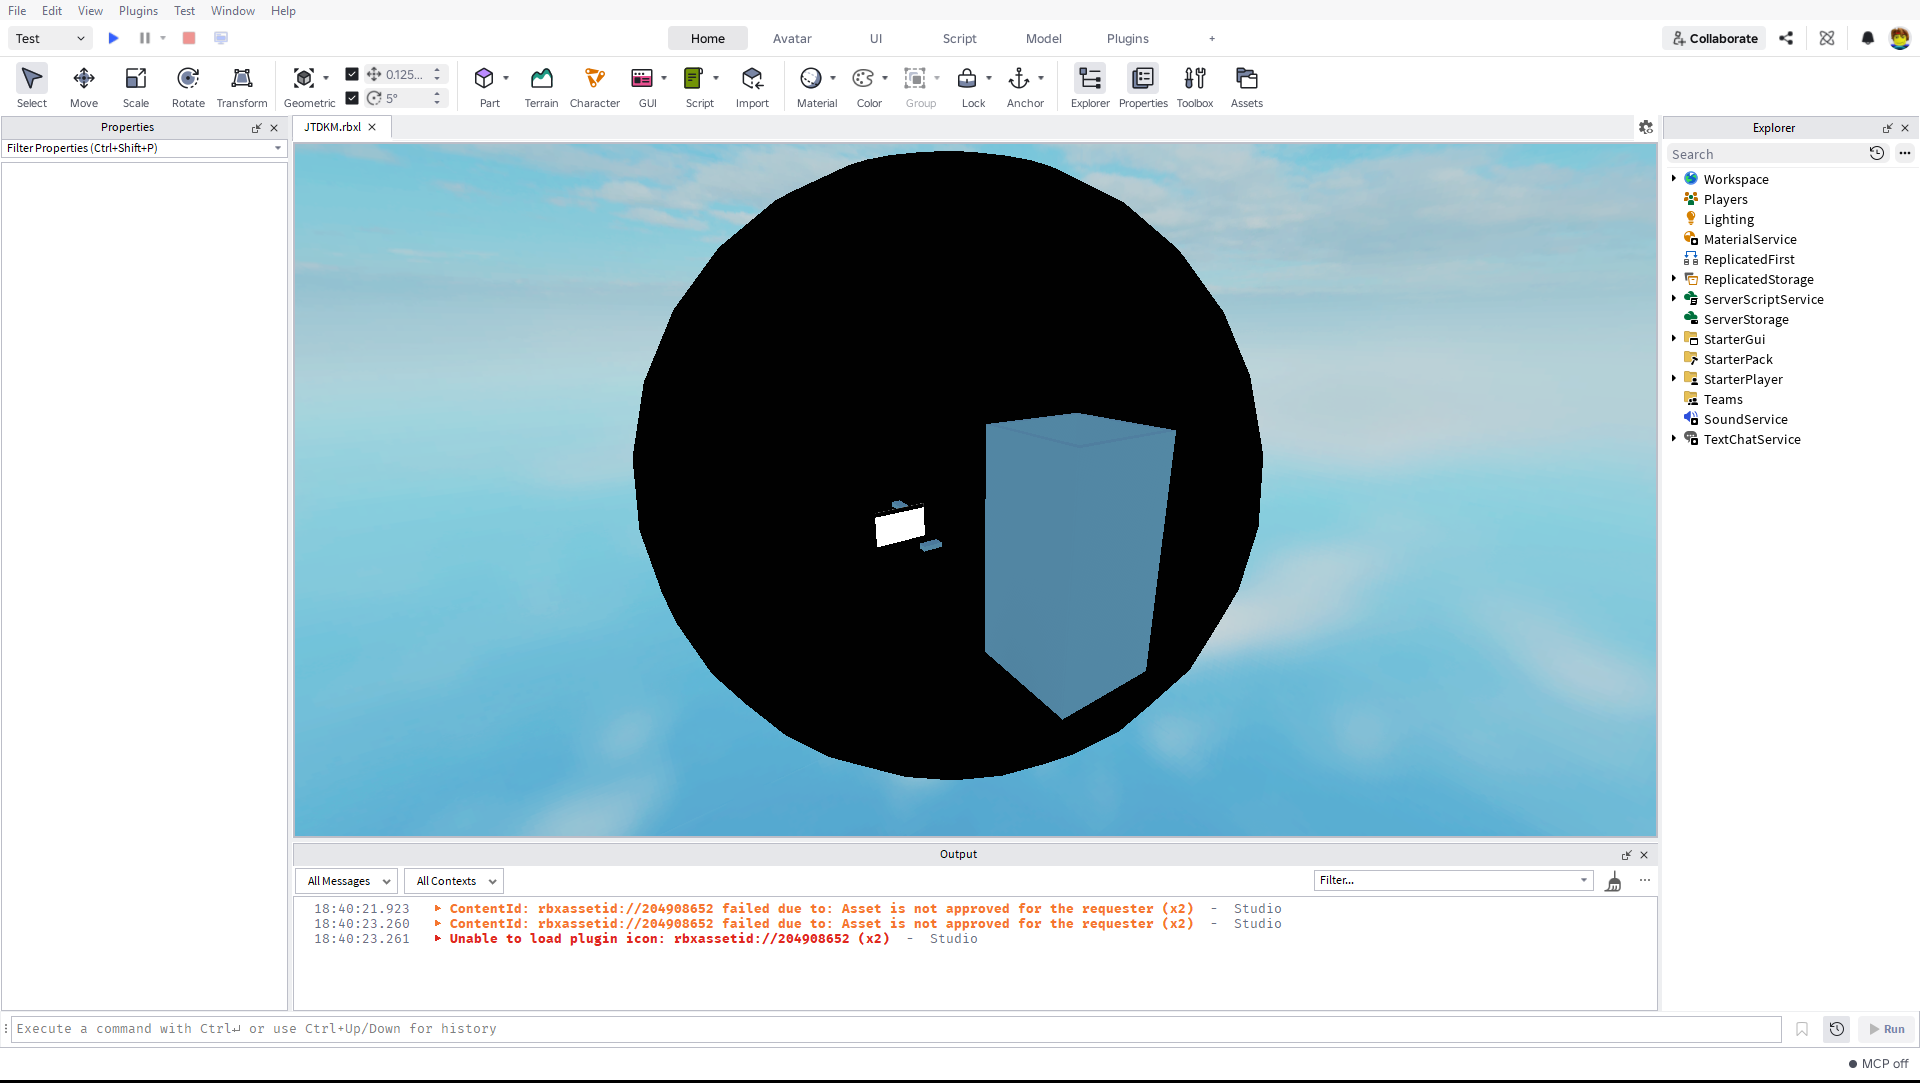 File Edit View Plugins Test Window Help
Test Home Avatar UI Script Model Plugins + Collaborate
0.125...
5°
Select Move Scale Rotate Transform Geometric Part Terrain Character GUI Script Import Material Color Group Lock Anchor Explorer Properties Toolbox Assets
Properties
Filter Properties (Ctrl+Shift+P)
JTDKM.rbxl
Explorer
Search
Workspace
Players
Lighting
MaterialService
ReplicatedFirst
ReplicatedStorage
ServerScriptService
ServerStorage
StarterGui
StarterPack
StarterPlayer
Teams
SoundService
TextChatService
Output
All Messages All Contexts Filter...
18:40:21.923 ContentId: rbxassetid://204908652 failed due to: Asset is not approved for the requester (x2) - Studio
18:40:23.260 ContentId: rbxassetid://204908652 failed due to: Asset is not approved for the requester (x2) - Studio
18:40:23.261 Unable to load plugin icon: rbxassetid://204908652 (x2) - Studio
Execute a command with Ctrl↵ or use Ctrl+Up/Down for history
Run
MCP off